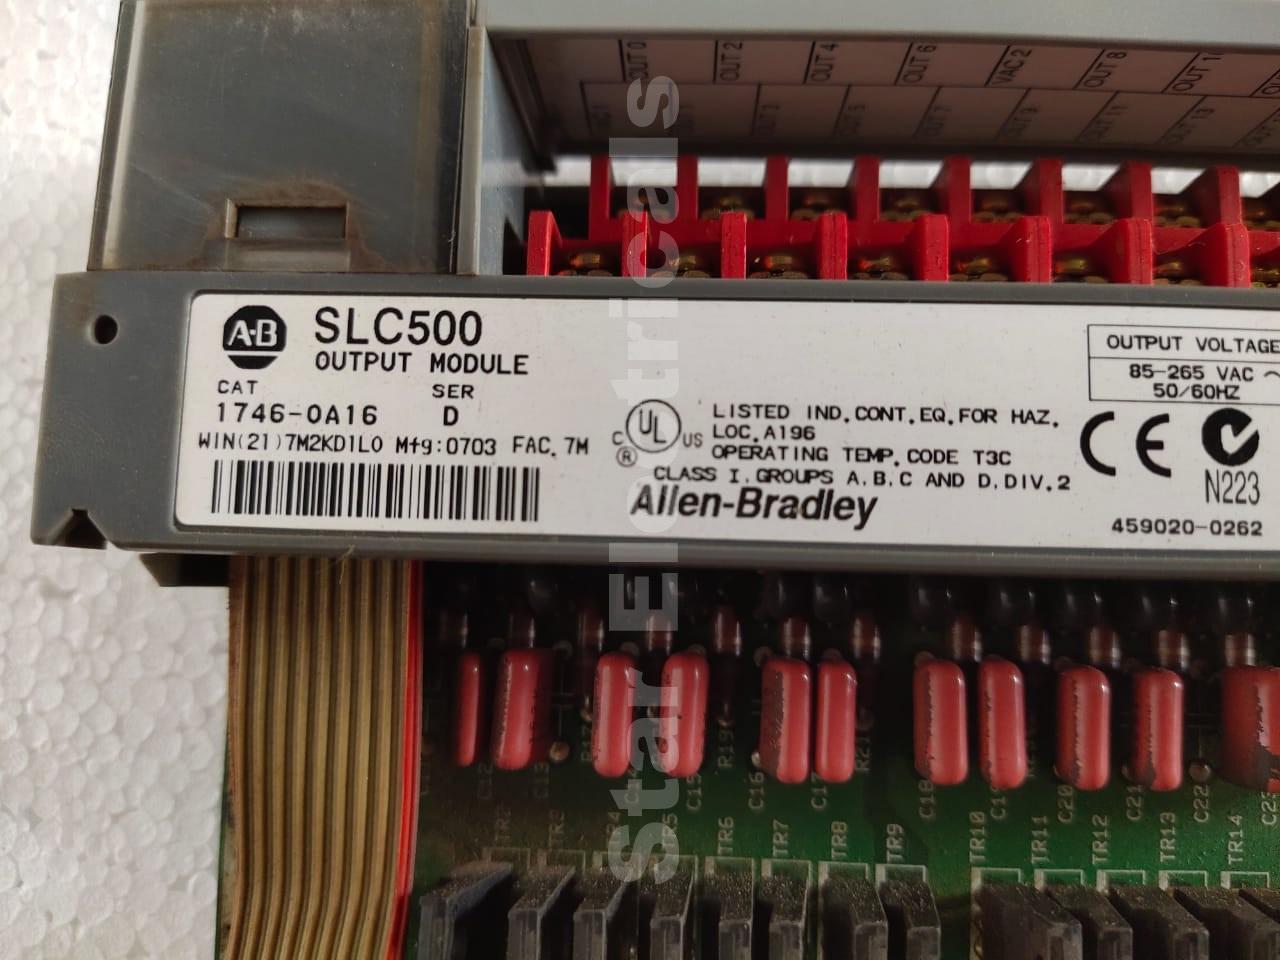 OUT 0
OUT 2
OUT 4
OUT 6
VAC 2
OUT 8
OUT 3
OUT 5
OUT 7
OUT 9
OUT 11
OUT 13
A-B
SLC500
OUTPUT MODULE
CAT SER
1746-OA16 D
WIN(21)7M2KD1L0 Mfg:0703 FAC. 7M
C UL US
®
LISTED IND.CONT.EQ.FOR HAZ.
LOC.A196
OPERATING TEMP.CODE T3C
CLASS I.GROUPS A.B.C AND D.DIV.2
Allen-Bradley
OUTPUT VOLTAGE
85-265 VAC ~
50/60HZ
CE
N223
459020-0262
Star Electricals
C12
C13
R17
C14
C15
R19
C16
C17
R21
C18
C19
C20
C21
C22
C23
TR2
TR3
TR4
TR5
TR6
TR7
TR8
TR9
TR10
TR11
TR12
TR13
TR14